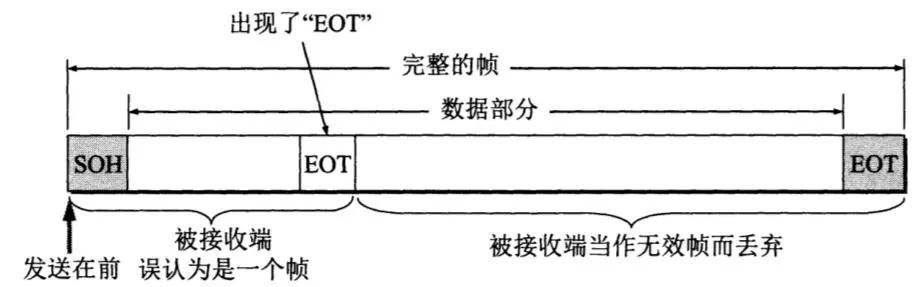 出现了“EOT”
完整的帧
数据部分
SOH
EOT
EOT
被接收端
误认为是一个帧
被接收端当作无效帧而丢弃
发送在前